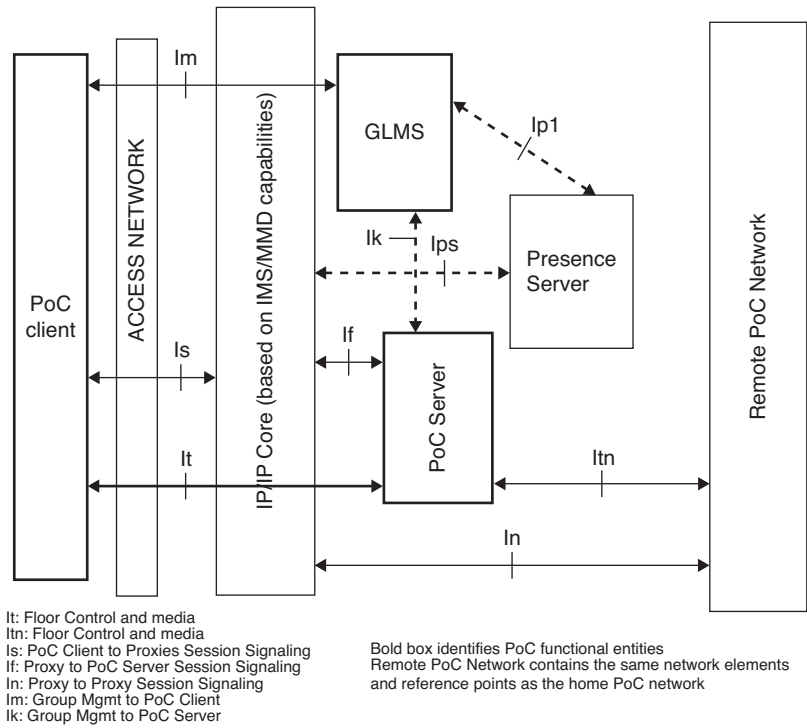 Im
GLMS
Ip1
Ik
Ips
Presence
Server
PoC
client
ACCESS NETWORK
IP/IP Core (based on IMS/MMD capabilities)
Remote PoC Network
Is
If
PoC Server
It
Itn
In
It: Floor Control and media
Itn: Floor Control and media
Is: PoC Client to Proxies Session Signaling
If: Proxy to PoC Server Session Signaling
In: Proxy to Proxy Session Signaling
Im: Group Mgmt to PoC Client
Ik: Group Mgmt to PoC Server
Bold box identifies PoC functional entities
Remote PoC Network contains the same network elements
and reference points as the home PoC network